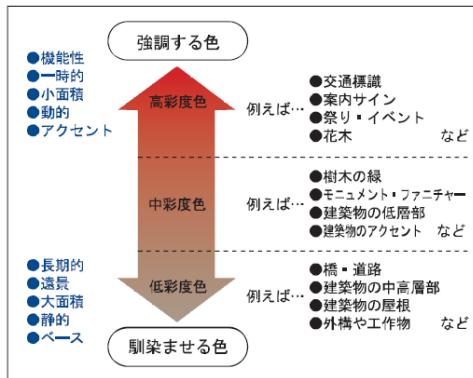 強調する色
●機能性
●一時的
●小面積
●動的
●アクセント
高彩度色
例えば…
●交通標識
●案内サイン
●祭り・イベント
●花木 など
中彩度色
例えば…
●樹木の緑
●モニュメント・ファニチャー
●建築物の低層部
●建築物のアクセント など
●長期的
●遠景
●大面積
●静的
●ベース
低彩度色
例えば…
●橋・道路
●建築物の中高層部
●建築物の屋根
●外構や工作物 など
馴染ませる色